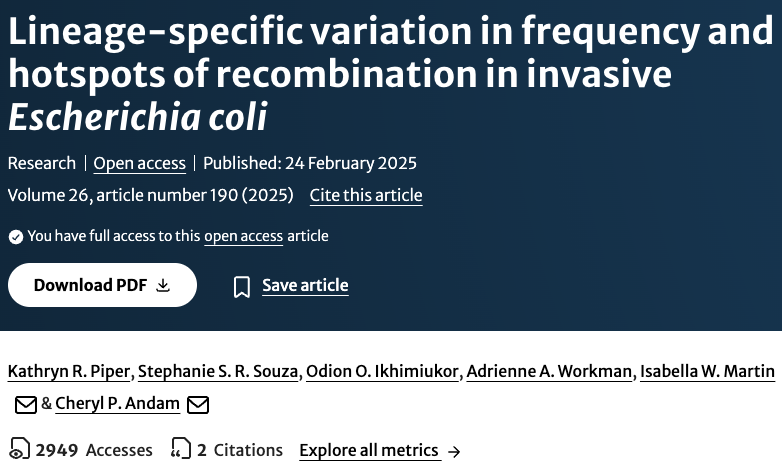 Lineage-specific variation in frequency and
hotspots of recombination in invasive
Escherichia coli
Research | Open access | Published: 24 February 2025
Volume 26, article number 190 (2025) Cite this article
You have full access to this open access article
Download PDF Save article
Kathryn R. Piper, Stephanie S. R. Souza, Odion O. Ikhimiukor, Adrienne A. Workman, Isabella W. Martin
& Cheryl P. Andam
2949 Accesses 2 Citations Explore all metrics →